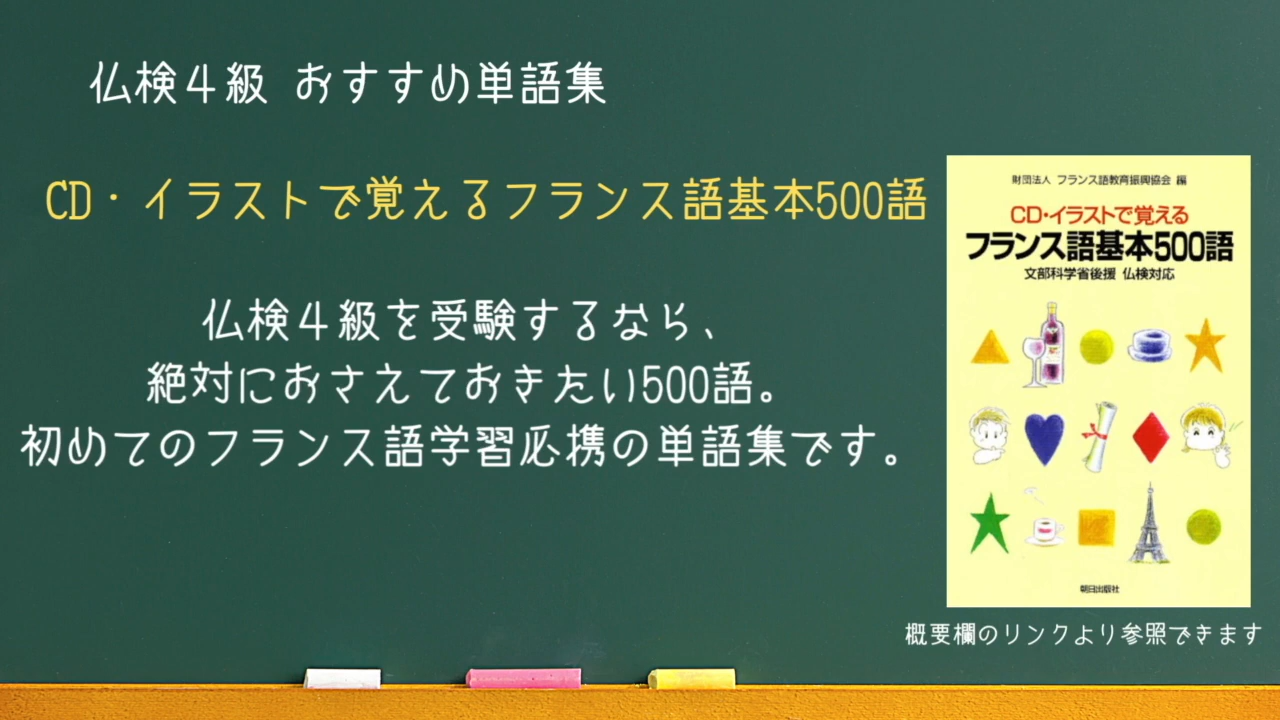 仏検４級 おすすめ単語集
CD・イラストで覚えるフランス語基本500語
仏検４級を受験するなら、
絶対におさえておきたい500語。
初めてのフランス語学習必携の単語集です。
財団法人 フランス語教育振興協会 編
CD・イラストで覚える
フランス語基本500語
文部科学省後援 仏検対応
朝日出版社
概要欄のリンクより参照できます